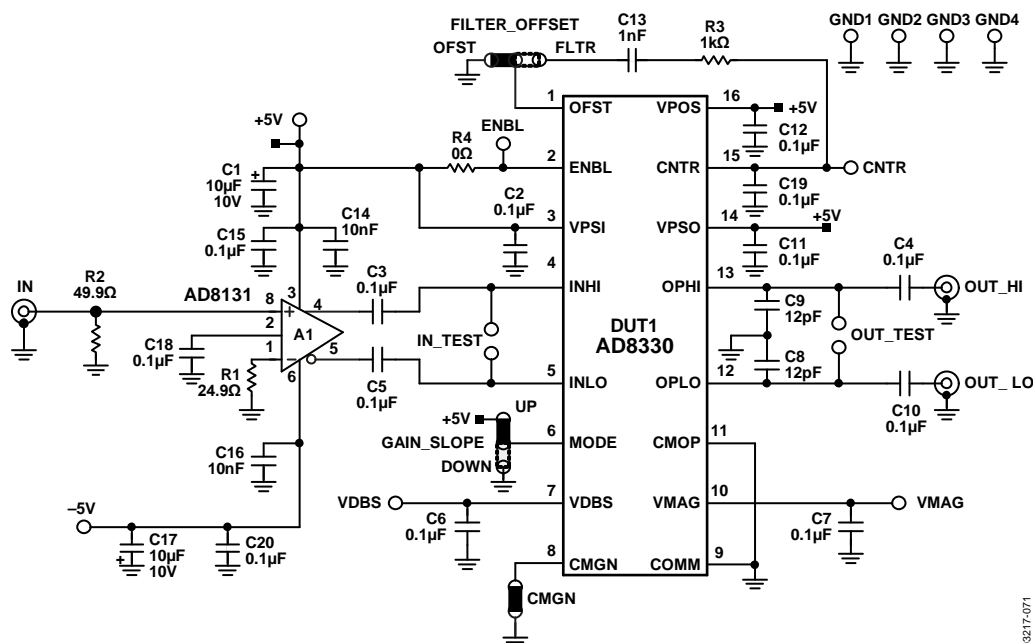 FILTER_OFFSET
OFST
FLTR
C13
1nF
R3
1kΩ
GND1 GND2 GND3 GND4
1
OFST
VPOS
16
+5V
C12
0.1µF
+5V
R4
0Ω
ENBL
2
ENBL
CNTR
15
CNTR
C1
10µF
10V
+
C2
0.1µF
C19
0.1µF
3
VPSI
VPSO
14
+5V
C15
0.1µF
C14
10nF
C11
0.1µF
IN
R2
49.9Ω
AD8131
C3
0.1µF
4
INHI
OPHI
13
C4
0.1µF
OUT_HI
8
3
4
+
A1
2
1
–
5
6
C18
0.1µF
R1
24.9Ω
IN_TEST
DUT1
AD8330
C9
12pF
C8
12pF
OUT_TEST
C5
0.1µF
5
INLO
OPLO
12
C10
0.1µF
OUT_ LO
UP
+5V
GAIN_SLOPE
DOWN
6
MODE
CMOP
11
C16
10nF
VDBS
7
VDBS
VMAG
10
VMAG
–5V
C6
0.1µF
C7
0.1µF
C17
10µF
10V
+
C20
0.1µF
8
CMGN
COMM
9
CMGN
03217-071